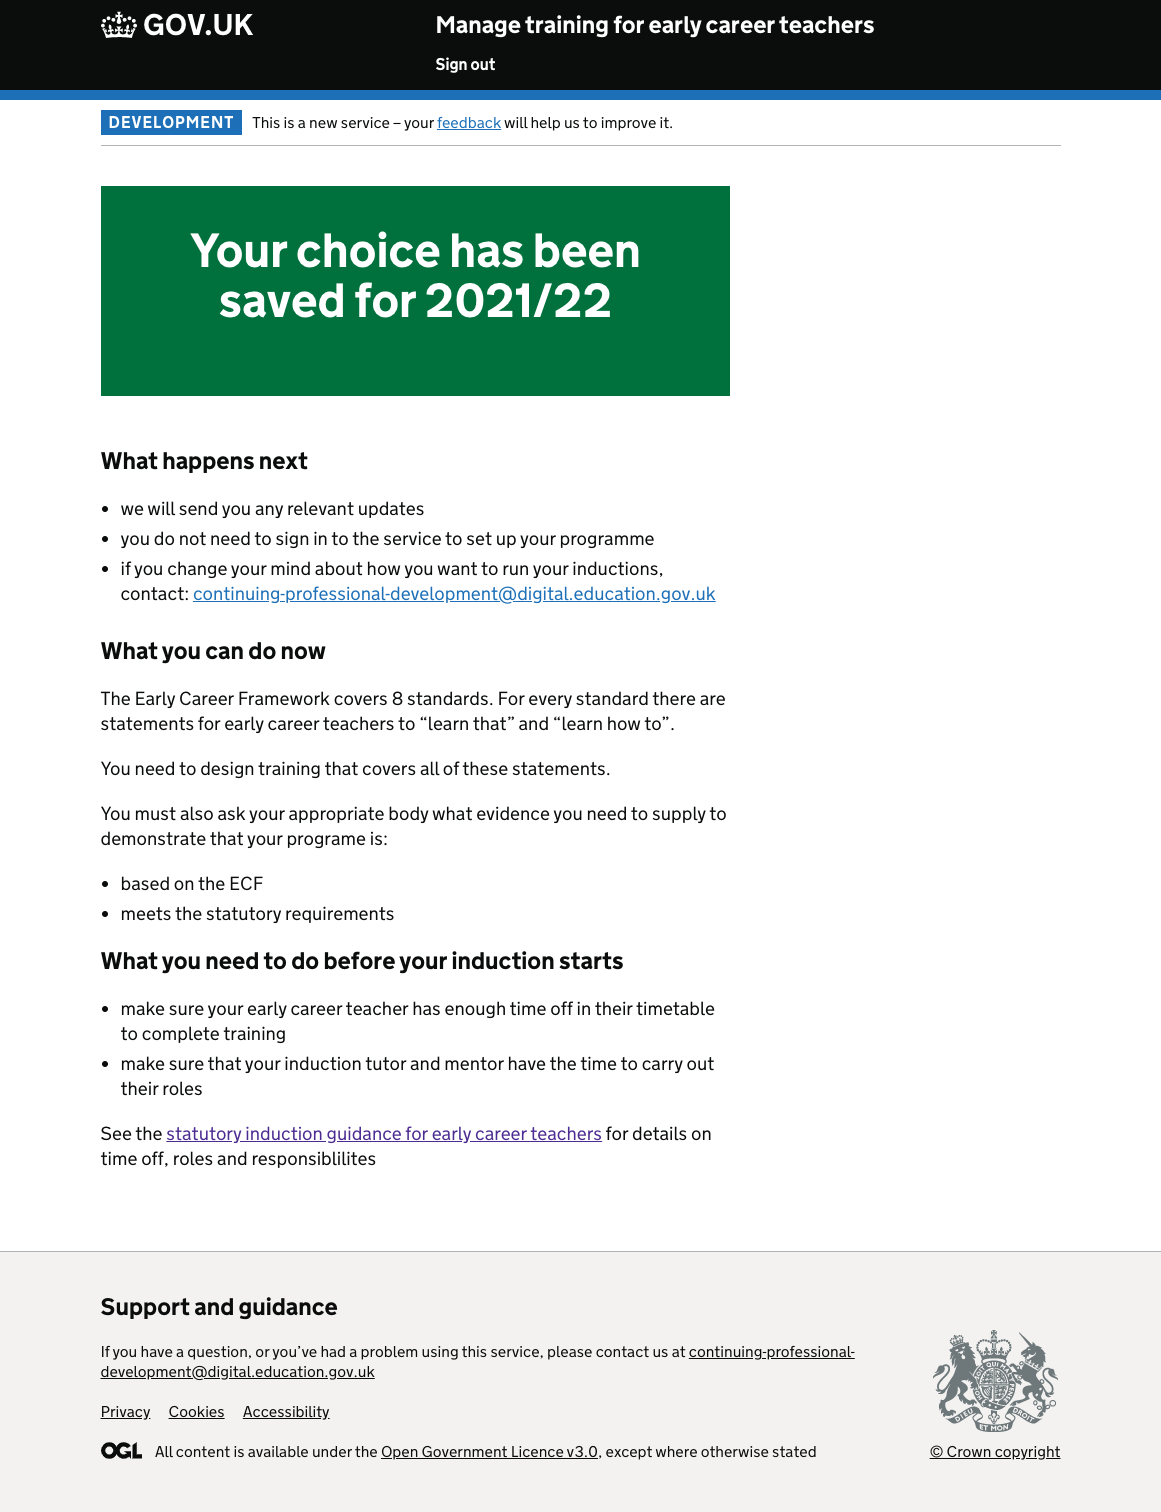 GOV.UK
Manage training for early career teachers
Sign out
DEVELOPMENT This is a new service – your feedback will help us to improve it.
Your choice has been
saved for 2021/22
What happens next
• we will send you any relevant updates
• you do not need to sign in to the service to set up your programme
• if you change your mind about how you want to run your inductions,
contact: continuing-professional-development@digital.education.gov.uk
What you can do now
The Early Career Framework covers 8 standards. For every standard there are
statements for early career teachers to “learn that” and “learn how to”.
You need to design training that covers all of these statements.
You must also ask your appropriate body what evidence you need to supply to
demonstrate that your programe is:
• based on the ECF
• meets the statutory requirements
What you need to do before your induction starts
• make sure your early career teacher has enough time off in their timetable
to complete training
• make sure that your induction tutor and mentor have the time to carry out
their roles
See the statutory induction guidance for early career teachers for details on
time off, roles and responsiblilites
Support and guidance
If you have a question, or you’ve had a problem using this service, please contact us at continuing-professional-
development@digital.education.gov.uk
Privacy Cookies Accessibility
OGL All content is available under the Open Government Licence v3.0, except where otherwise stated
DIEU ET MON DROIT
© Crown copyright